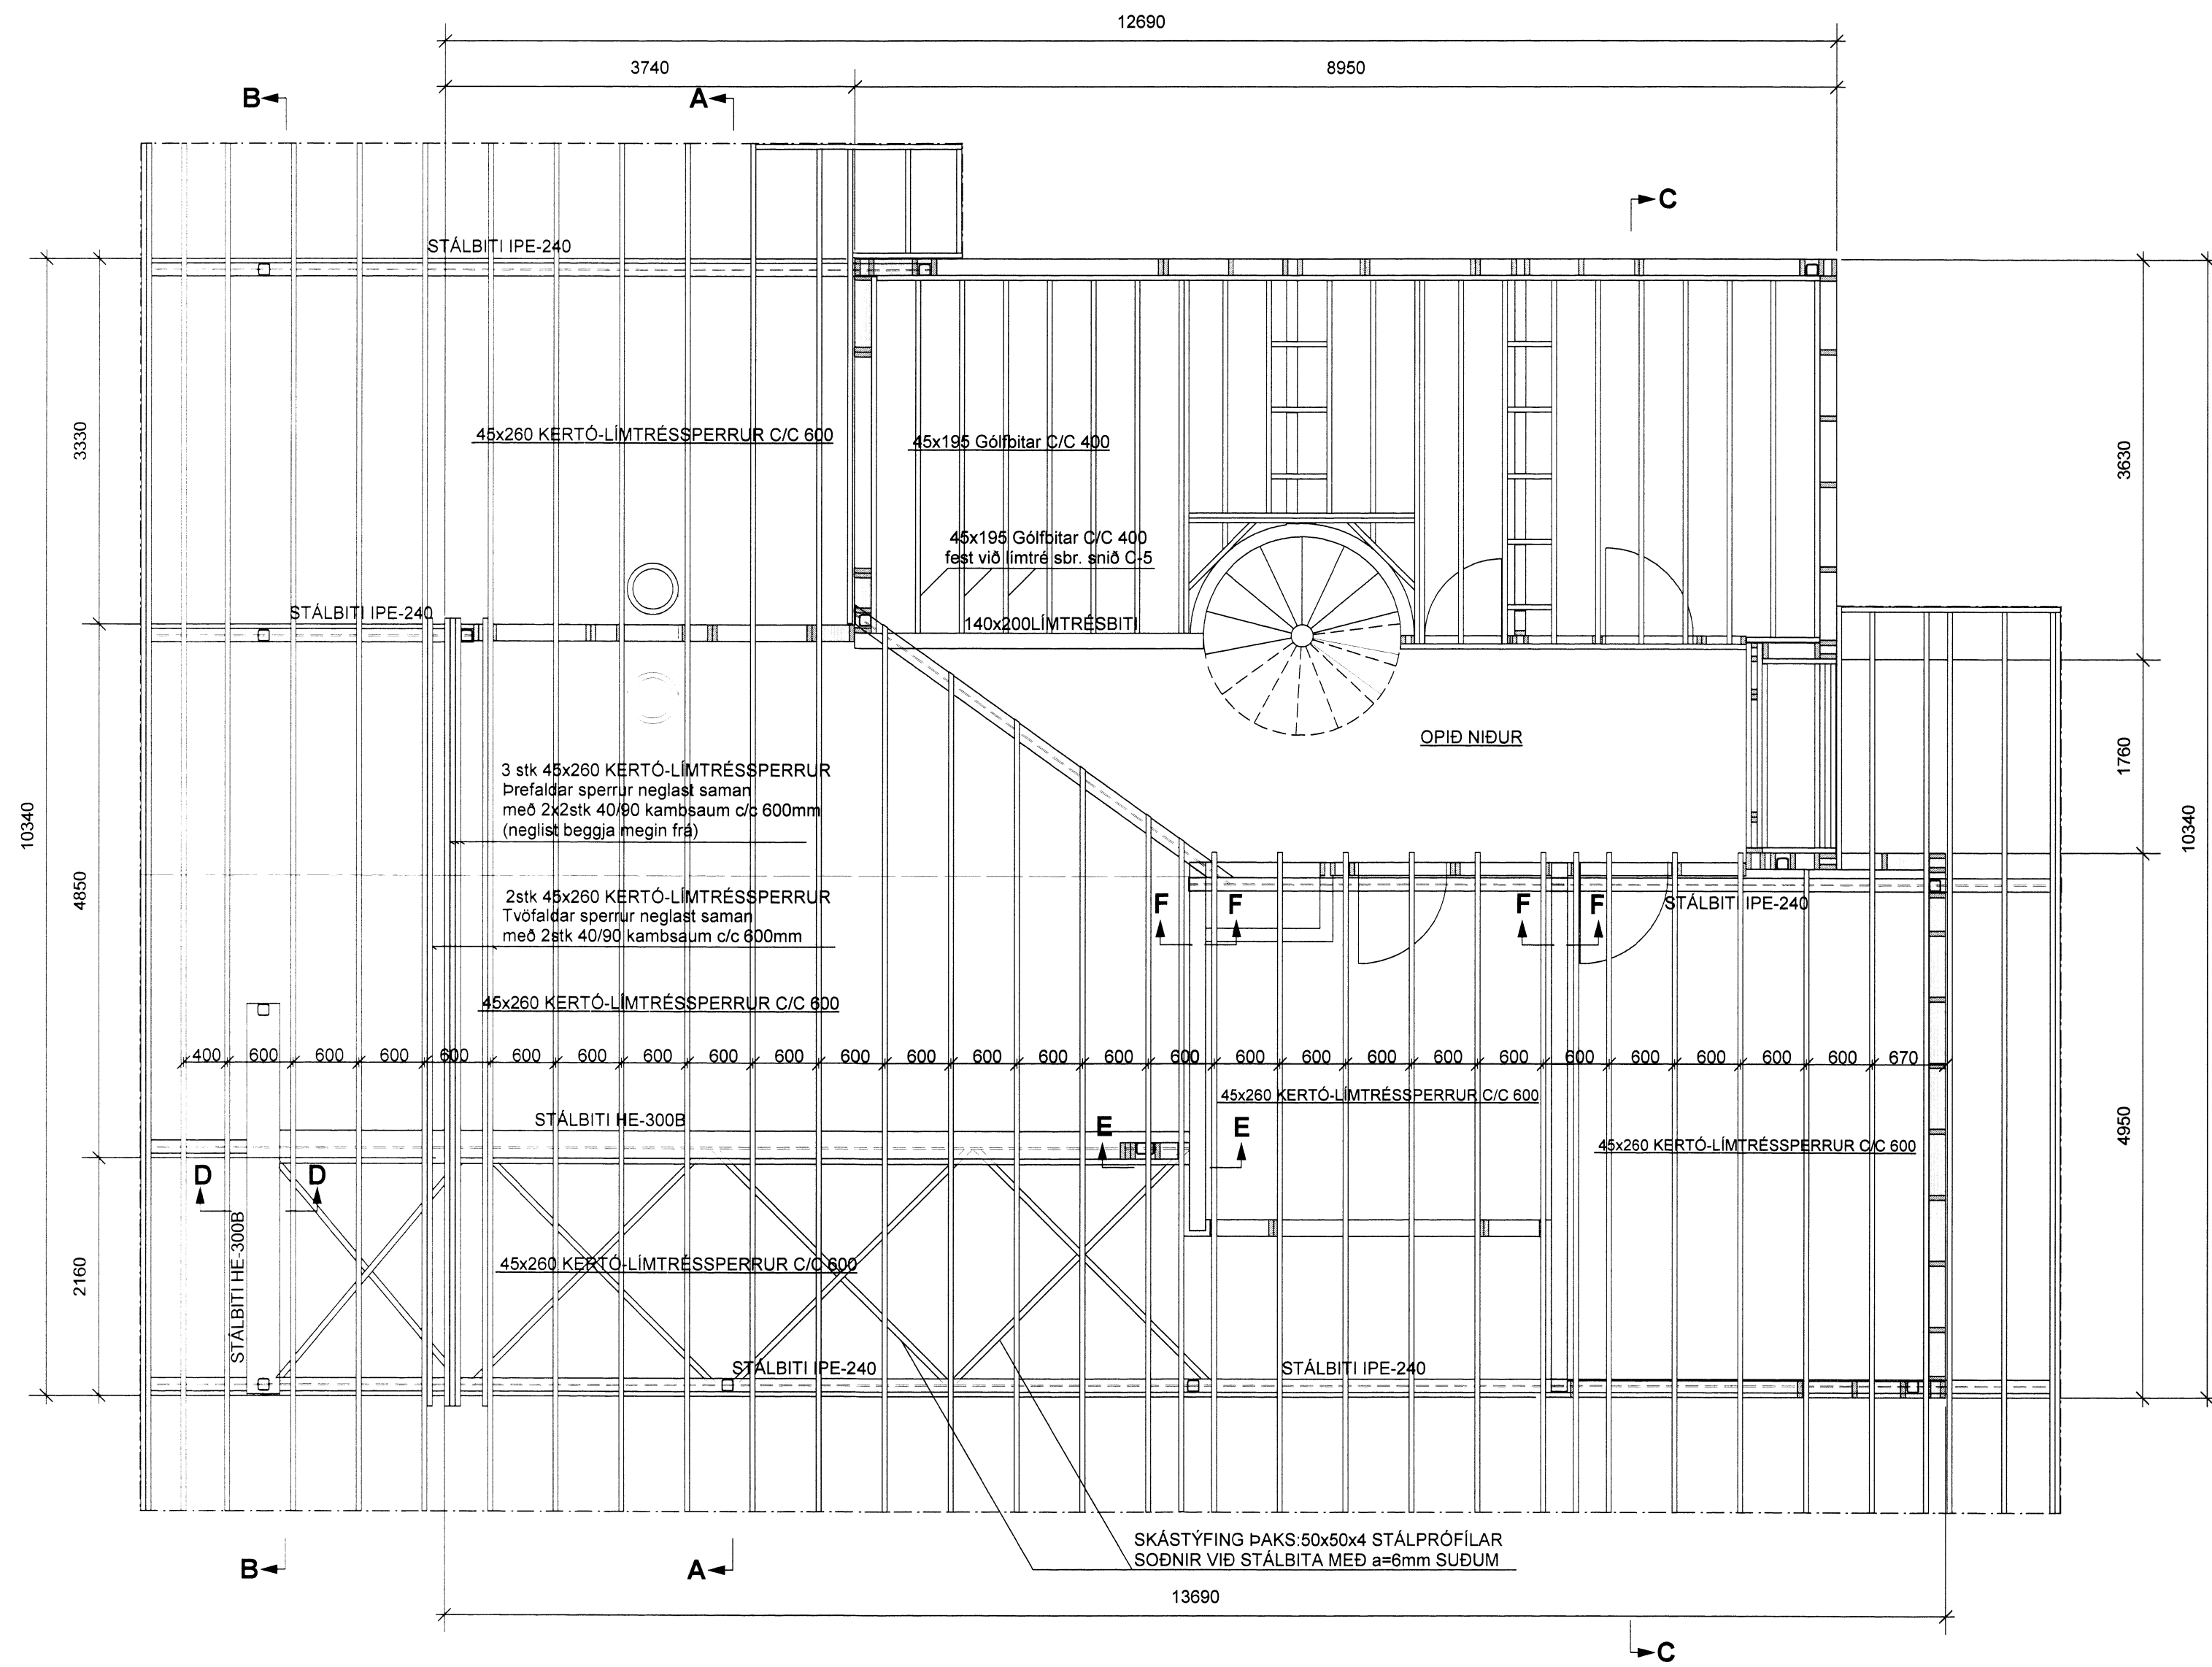 12690
3740
8950
B
A
C
STÁLBITI IPE-240
3330
45x260 KERTÓ-LÍMTRÉSSPERRUR C/C 600
45x195 Gólfbitar C/C 400
3630
45x195 Gólfbitar C/C 400
fest við límtré sbr. snið C-5
STÁLBITI IPE-240
140x200LÍMTRÉSBITI
OPIÐ NIÐUR
1760
3 stk 45x260 KERTÓ-LÍMTRÉSSPERRUR
Þrefaldar sperrur neglast saman
með 2x2stk 40/90 kambsaum c/c 600mm
(neglist beggja megin frá)
10340
10340
4850
2stk 45x260 KERTÓ-LÍMTRÉSSPERRUR
Tvöfaldar sperrur neglast saman
með 2stk 40/90 kambsaum c/c 600mm
F
F
F
F
STÁLBITI IPE-240
45x260 KERTÓ-LÍMTRÉSSPERRUR C/C 600
400 600 600 600 600 600 600 600 600 600 600 600 600 600 600 600 600 600 600 600 600 600 600 600 600 600 670
45x260 KERTÓ-LÍMTRÉSSPERRUR C/C 600
STÁLBITI HE-300B
E
E
4950
45x260 KERTÓ-LÍMTRÉSSPERRUR C/C 600
D
D
STÁLBITI HE-300B
2160
45x260 KERTÓ-LÍMTRÉSSPERRUR C/C 600
STÁLBITI IPE-240
STÁLBITI IPE-240
SKÁSTÝFING ÞAKS:50x50x4 STÁLPRÓFÍLAR
SOÐNIR VIÐ STÁLBITA MEÐ a=6mm SUÐUM
B
A
13690
C